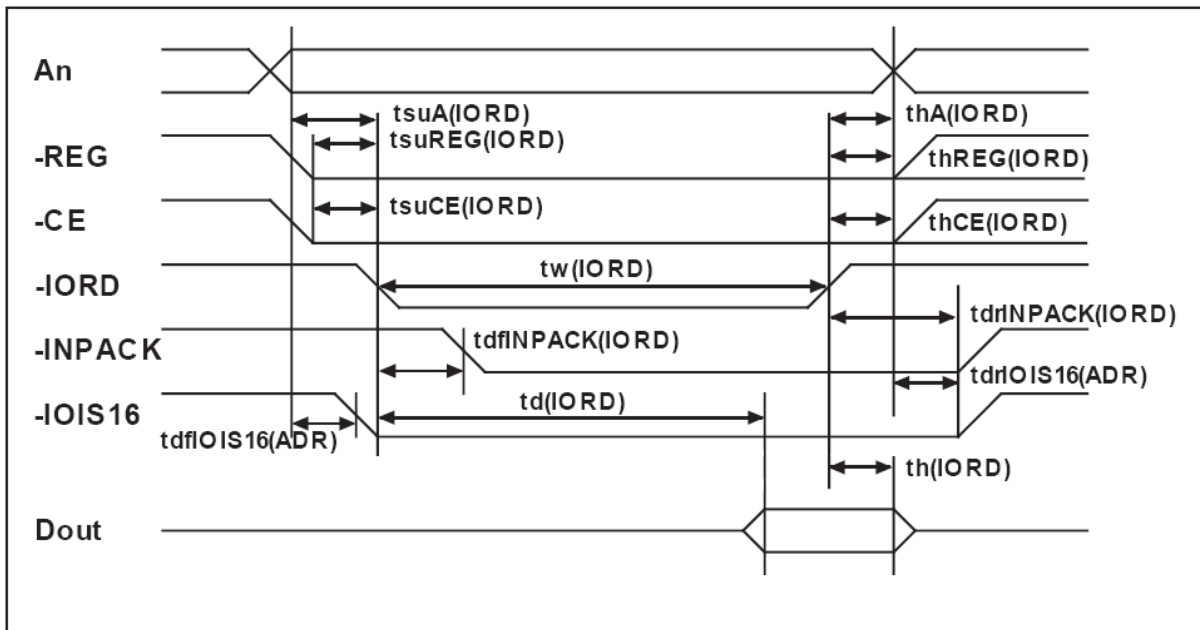 An
tsuA(IORD)
thA(IORD)
tsuREG(IORD)
-REG
thREG(IORD)
tsuCE(IORD)
-CE
thCE(IORD)
tw(IORD)
-IORD
tdrINPACK(IORD)
tdfINPACK(IORD)
-INPACK
tdrIOIS16(ADR)
td(IORD)
-IOIS16
tdfIOIS16(ADR)
th(IORD)
Dout